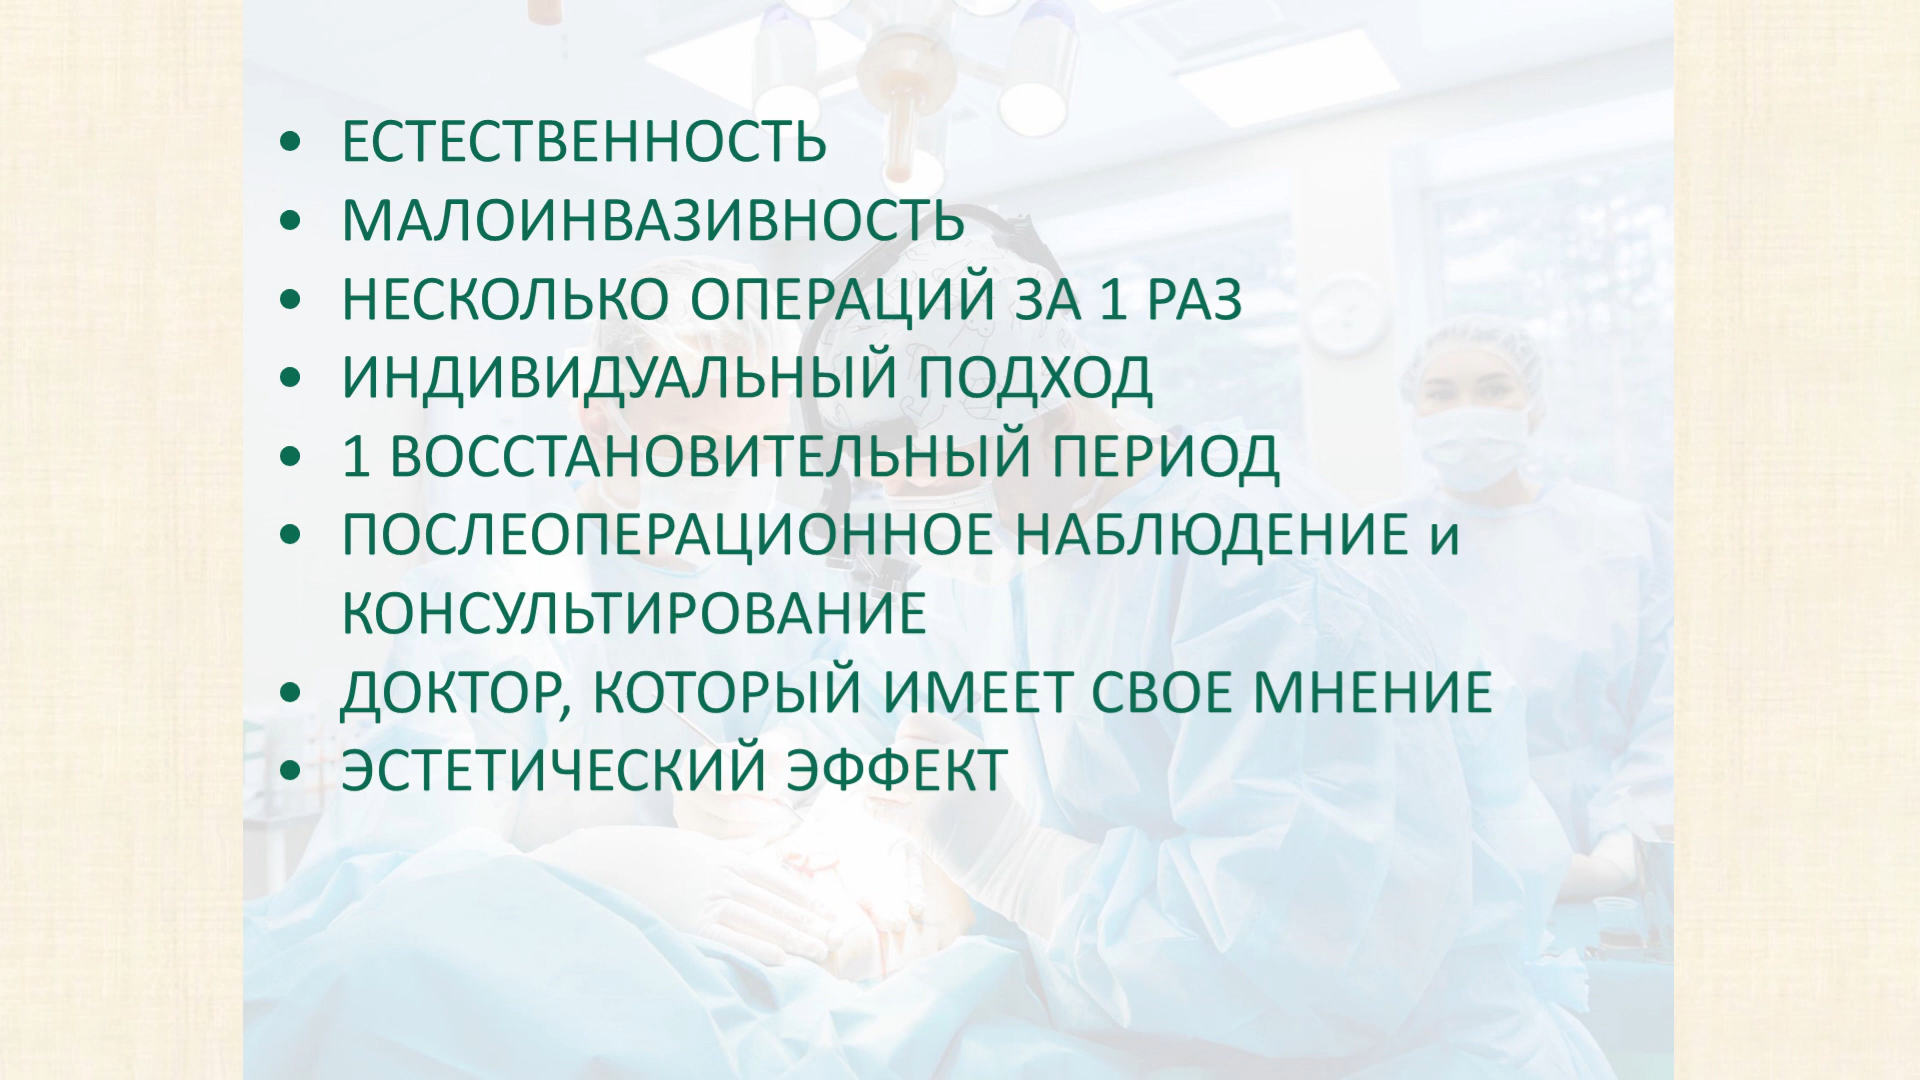 • ЕСТЕСТВЕННОСТЬ
• МАЛОИНВАЗИВНОСТЬ
• НЕСКОЛЬКО ОПЕРАЦИЙ ЗА 1 РАЗ
• ИНДИВИДУАЛЬНЫЙ ПОДХОД
• 1 ВОССТАНОВИТЕЛЬНЫЙ ПЕРИОД
• ПОСЛЕОПЕРАЦИОННОЕ НАБЛЮДЕНИЕ и
КОНСУЛЬТИРОВАНИЕ
• ДОКТОР, КОТОРЫЙ ИМЕЕТ СВОЕ МНЕНИЕ
• ЭСТЕТИЧЕСКИЙ ЭФФЕКТ